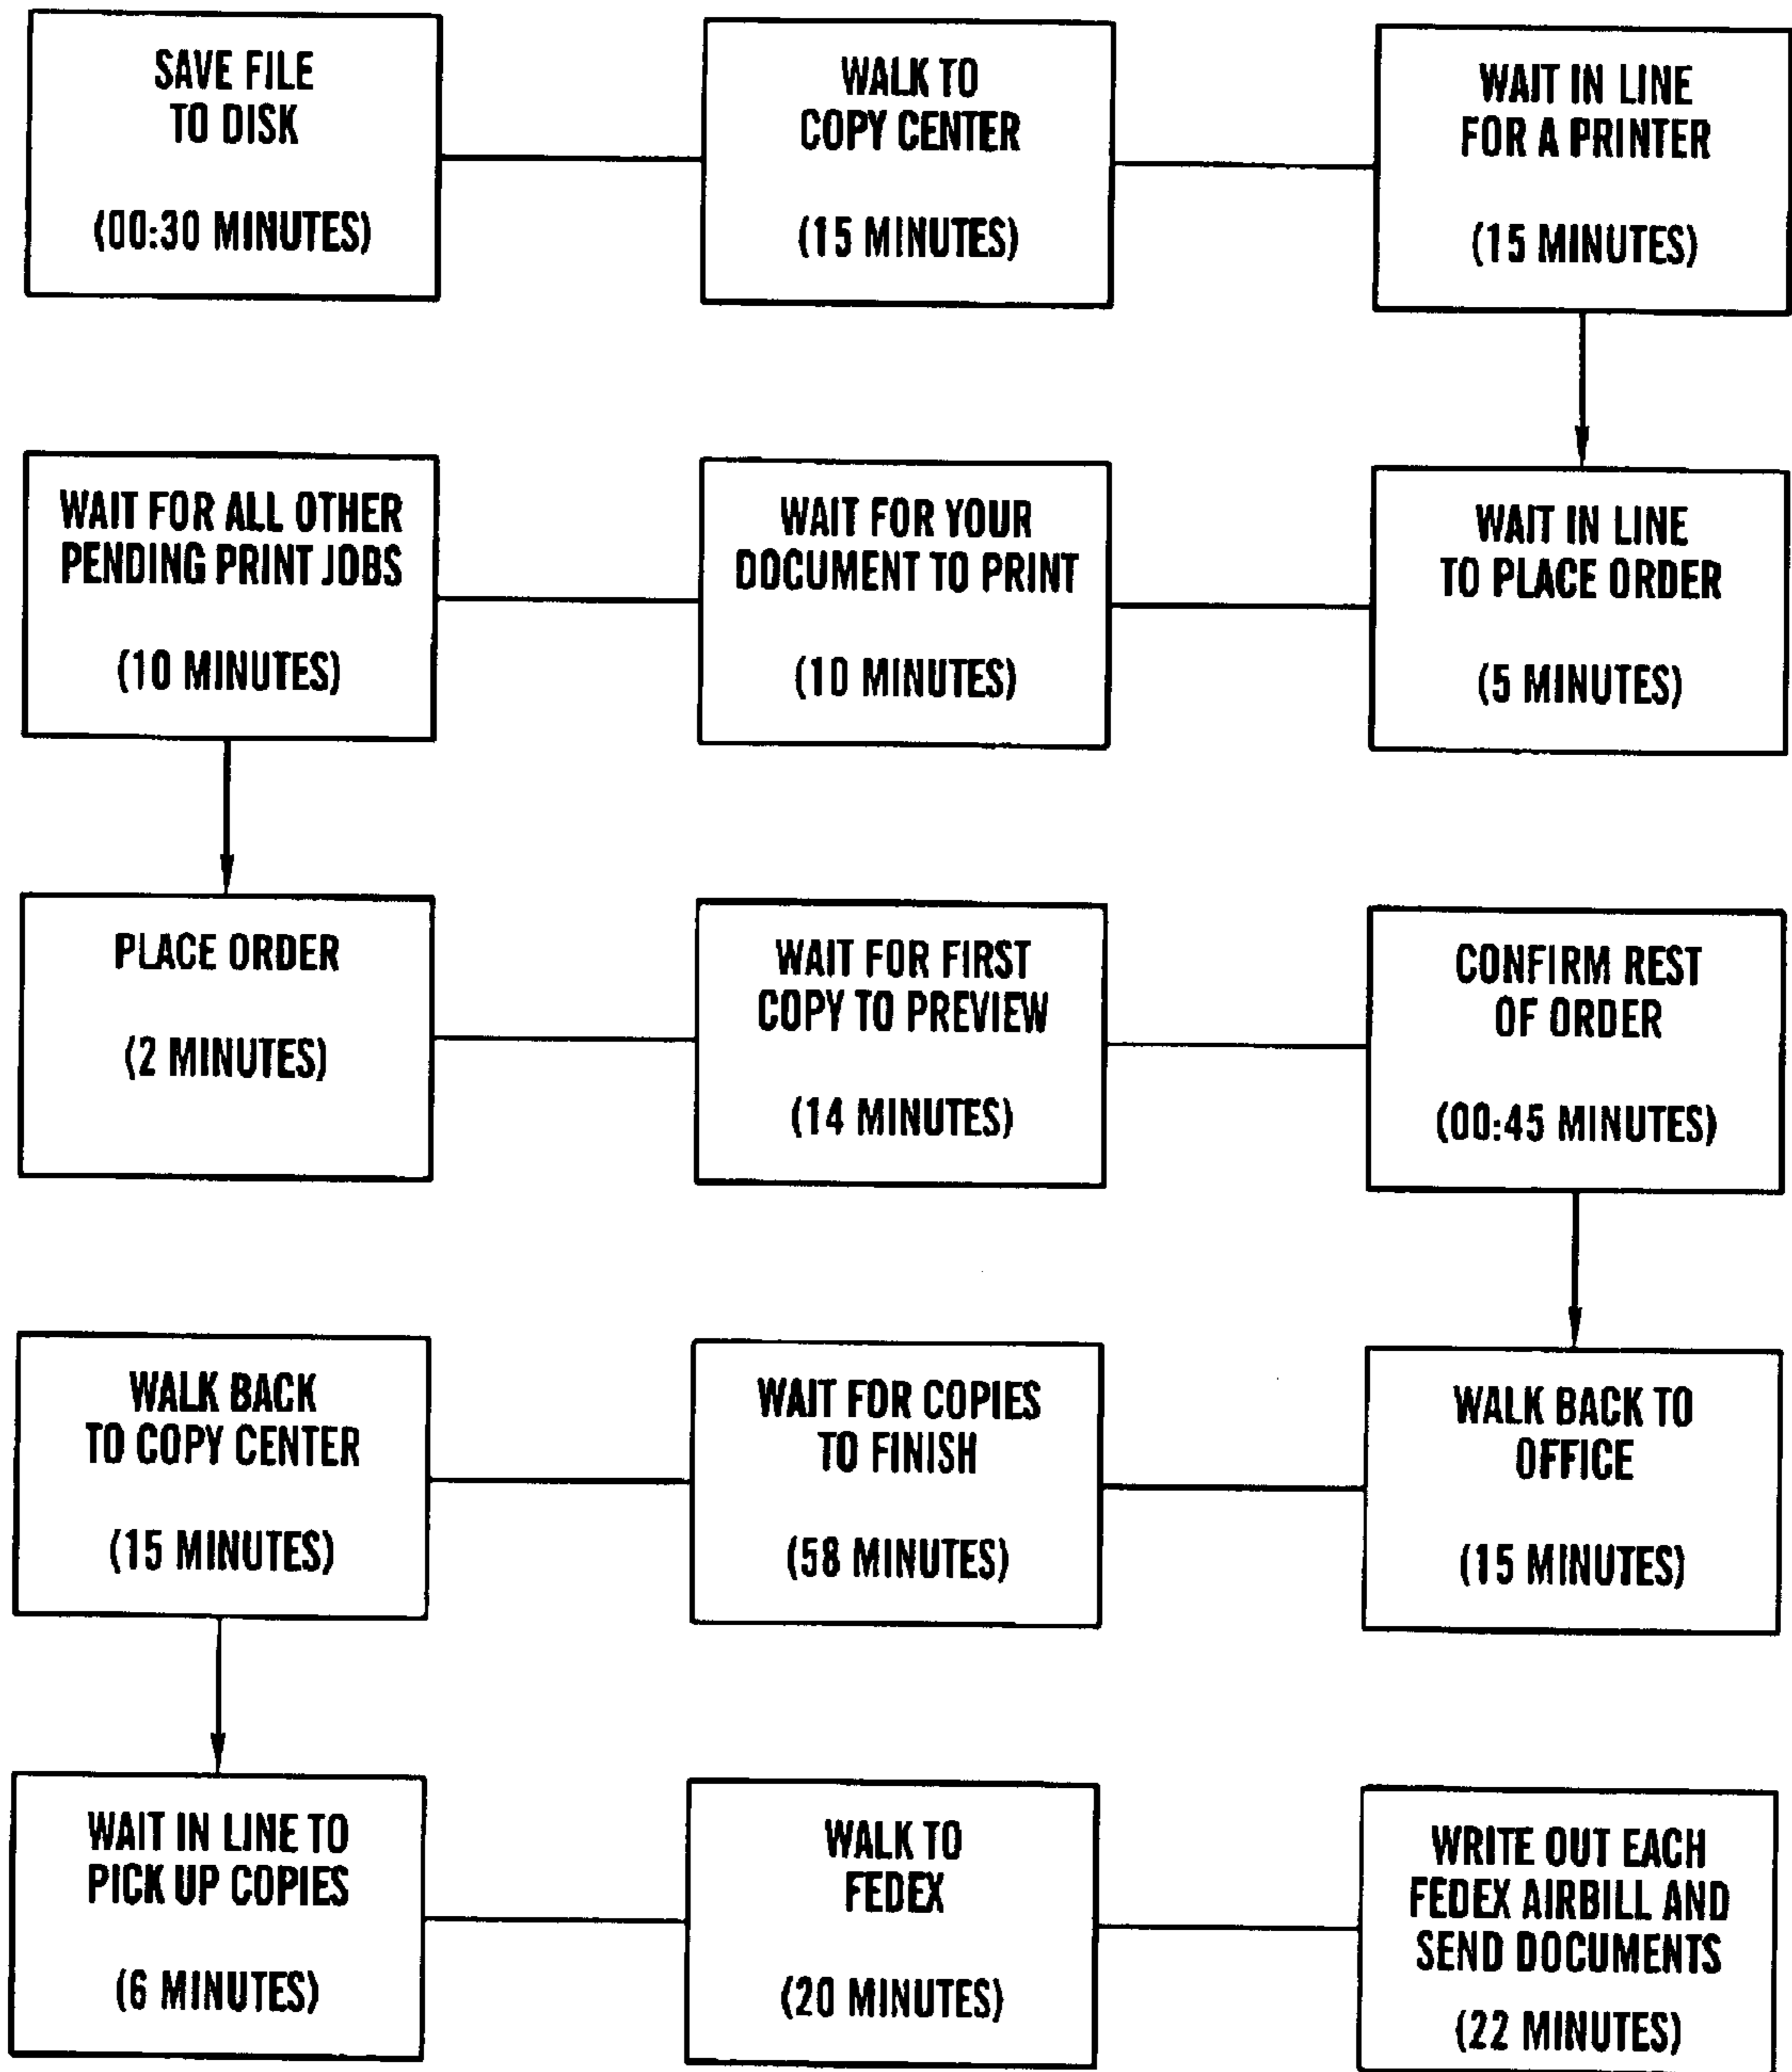 SAVE FILE
TO DISK
(00:30 MINUTES)
WALK TO
COPY CENTER
(15 MINUTES)
WAIT IN LINE
FOR A PRINTER
(15 MINUTES)
WAIT IN LINE
TO PLACE ORDER
(5 MINUTES)
WAIT FOR YOUR
DOCUMENT TO PRINT
(10 MINUTES)
WAIT FOR ALL OTHER
PENDING PRINT JOBS
(10 MINUTES)
PLACE ORDER
(2 MINUTES)
WAIT FOR FIRST
COPY TO PREVIEW
(14 MINUTES)
CONFIRM REST
OF ORDER
(00:45 MINUTES)
WALK BACK TO
OFFICE
(15 MINUTES)
WAIT FOR COPIES
TO FINISH
(58 MINUTES)
WALK BACK
TO COPY CENTER
(15 MINUTES)
WAIT IN LINE TO
PICK UP COPIES
(6 MINUTES)
WALK TO
FEDEX
(20 MINUTES)
WRITE OUT EACH
FEDEX AIRBILL AND
SEND DOCUMENTS
(22 MINUTES)